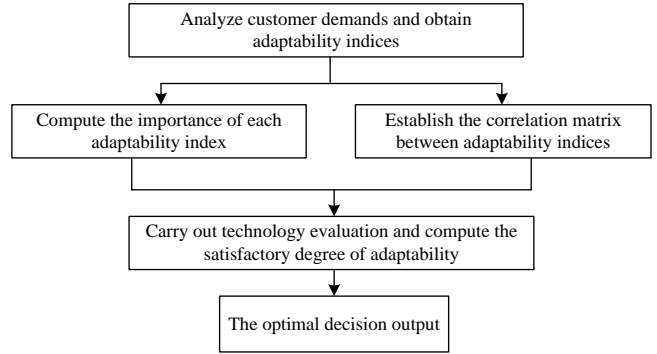 Analyze customer demands and obtain
adaptability indices
Compute the importance of each
adaptability index
Establish the correlation matrix
between adaptability indices
Carry out technology evaluation and compute the
satisfactory degree of adaptability
The optimal decision output